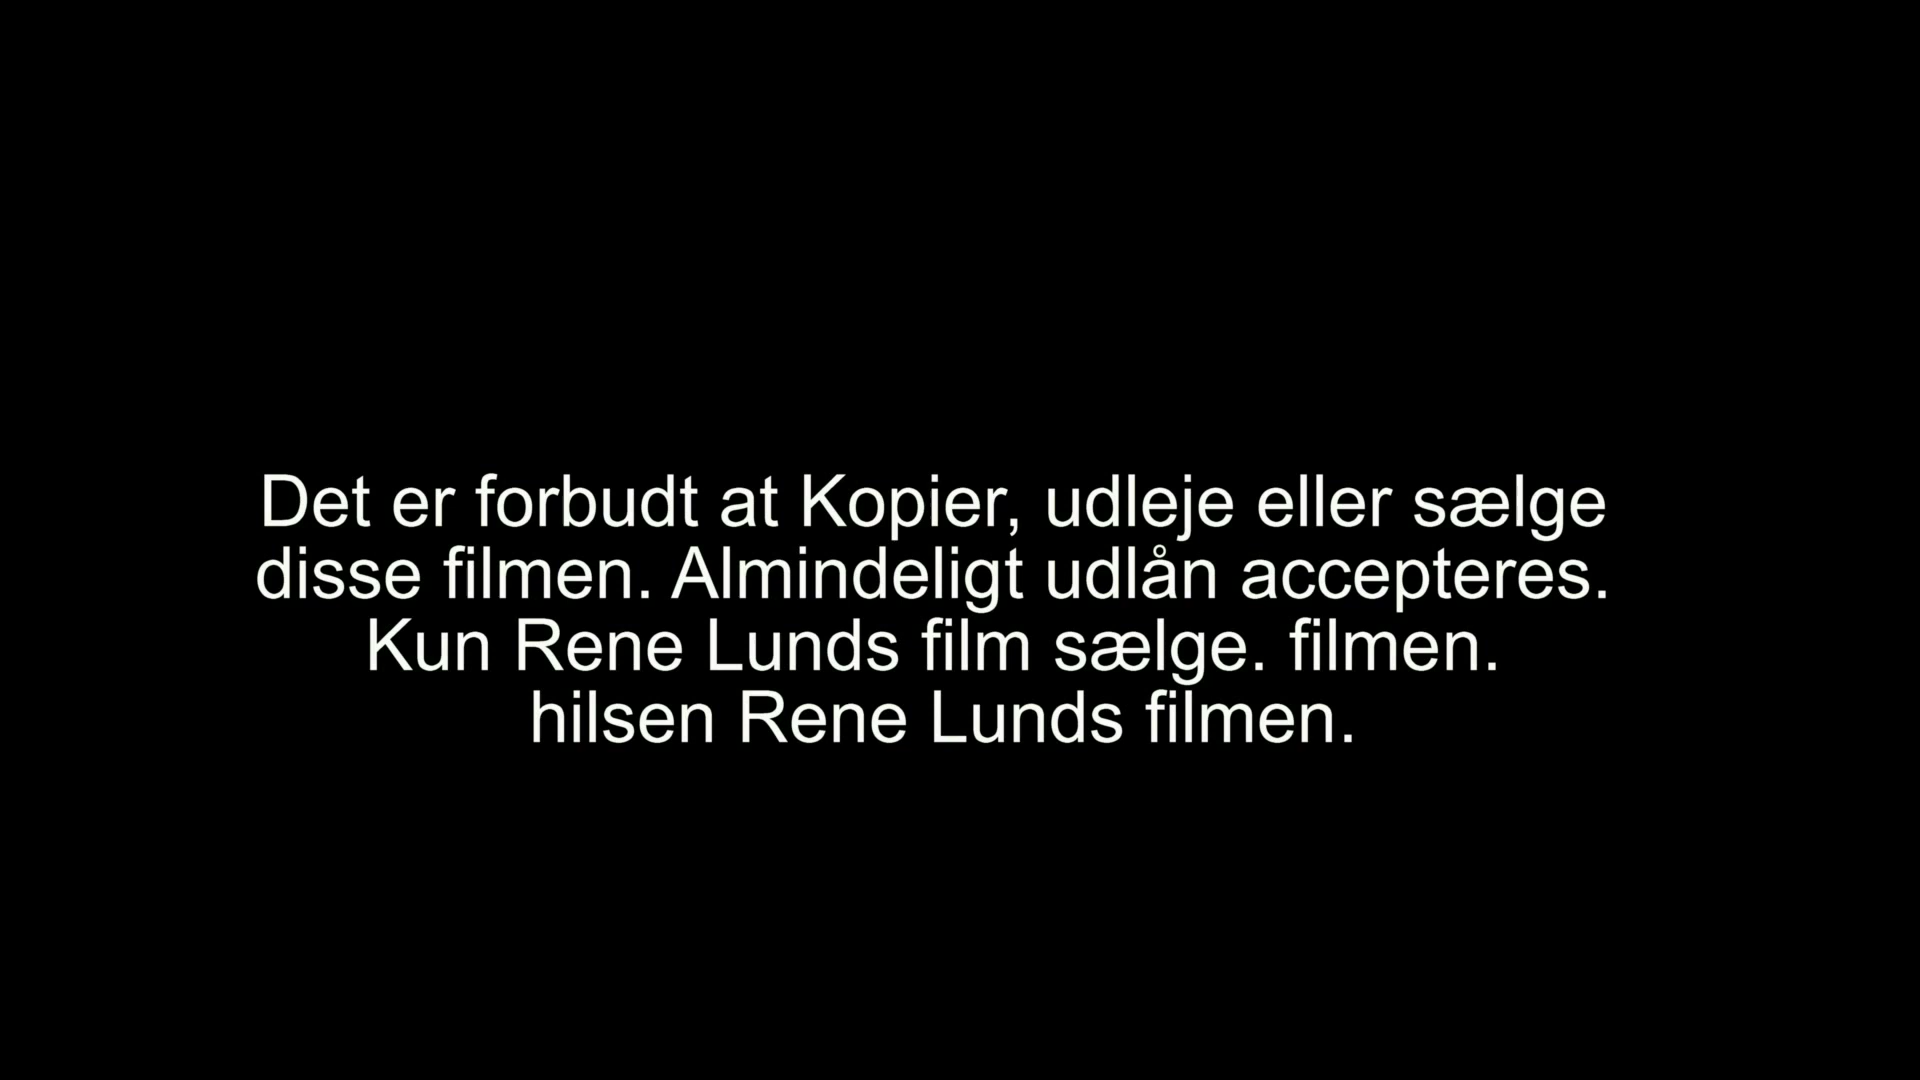 Det er forbudt at Kopier, udleje eller sælge
disse filmen. Almindeligt udlån accepteres.
Kun Rene Lunds film sælge. filmen.
hilsen Rene Lunds filmen.